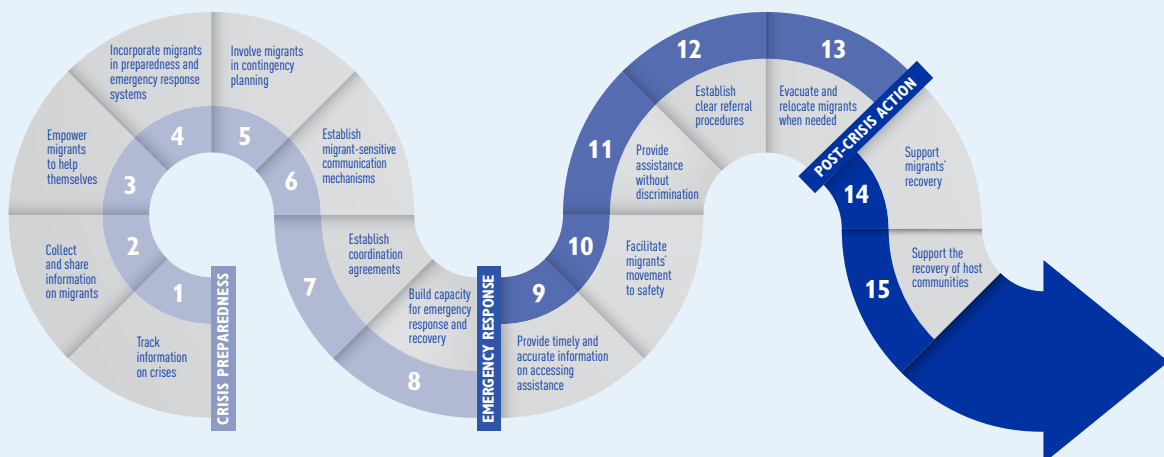 CRISIS PREPAREDNESS
1
Track
information
on crises
2
Collect
and share
information
on migrants
3
Empower
migrants
to help
themselves
4
Incorporate migrants
in preparedness and
emergency response
systems
5
Involve migrants
in contingency
planning
6
Establish
migrant-sensitive
communication
mechanisms
7
Establish
coordination
agreements
8
Build capacity
for emergency
response and
recovery
EMERGENCY RESPONSE
9
Provide timely and
accurate information
on accessing
assistance
10
Facilitate
migrants'
movement
to safety
11
Provide
assistance
without
discrimination
12
Establish
clear referral
procedures
13
Evacuate and
relocate migrants
when needed
POST-CRISIS ACTION
14
Support
migrants'
recovery
15
Support the
recovery of host
communities